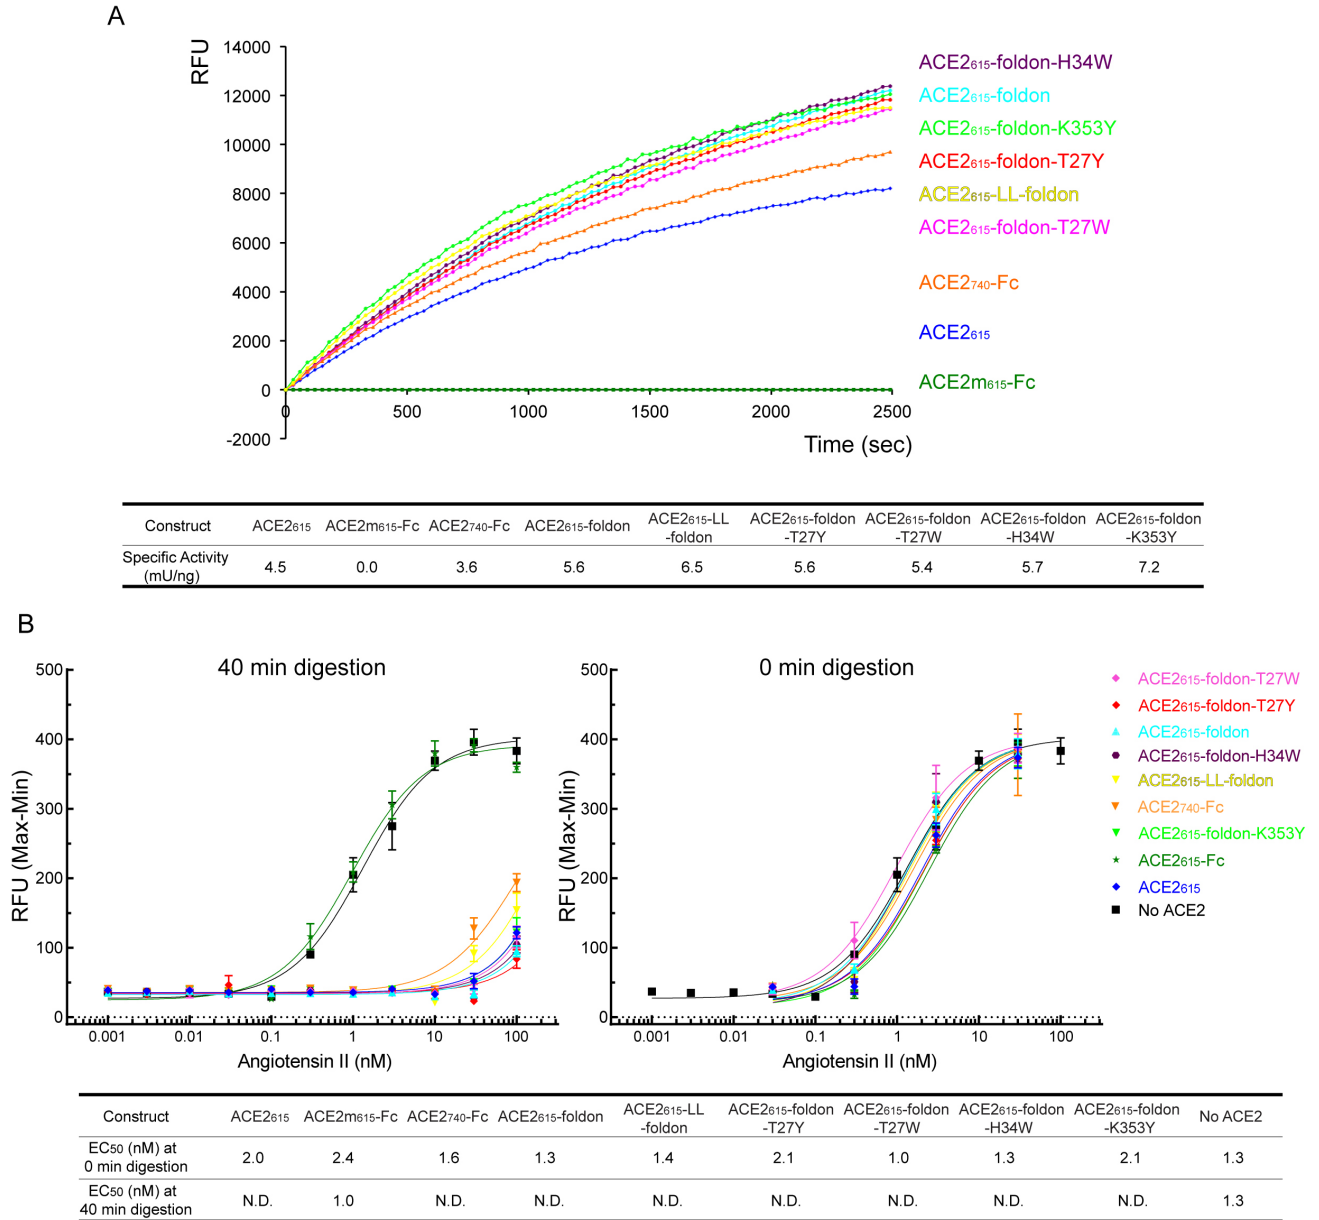 A
RFU
14000
12000
10000
8000
6000
4000
2000
0
-2000
0
500
1000
1500
2000
2500
Time (sec)
ACE2615-foldon-H34W
ACE2615-foldon
ACE2615-foldon-K353Y
ACE2615-foldon-T27Y
ACE2615-LL-foldon
ACE2615-foldon-T27W
ACE2740-Fc
ACE2615
ACE2m615-Fc
Construct ACE2615 ACE2m615-Fc ACE2740-Fc ACE2615-foldon ACE2615-LL ACE2615-foldon ACE2615-foldon ACE2615-foldon ACE2615-foldon
-foldon -T27Y -T27W -H34W -K353Y
Specific Activity
(mU/ng) 4.5 0.0 3.6 5.6 6.5 5.6 5.4 5.7 7.2
B
40 min digestion
RFU (Max-Min)
500
400
300
200
100
0
0.001 0.01 0.1 1 10 100
Angiotensin II (nM)
0 min digestion
RFU (Max-Min)
500
400
300
200
100
0
0.001 0.01 0.1 1 10 100
Angiotensin II (nM)
ACE2615-foldon-T27W
ACE2615-foldon-T27Y
ACE2615-foldon
ACE2615-foldon-H34W
ACE2615-LL-foldon
ACE2740-Fc
ACE2615-foldon-K353Y
ACE2615-Fc
ACE2615
No ACE2
Construct ACE2615 ACE2m615-Fc ACE2740-Fc ACE2615-foldon ACE2615-LL ACE2615-foldon ACE2615-foldon ACE2615-foldon ACE2615-foldon No ACE2
-foldon -T27Y -T27W -H34W -K353Y
EC50 (nM) at
0 min digestion 2.0 2.4 1.6 1.3 1.4 2.1 1.0 1.3 2.1 1.3
EC50 (nM) at
40 min digestion N.D. 1.0 N.D. N.D. N.D. N.D. N.D. N.D. N.D. 1.3